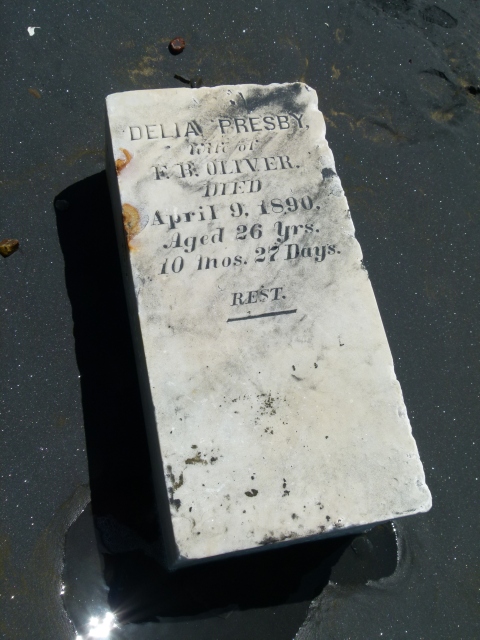 DELIA PRESBY,
wife of
F. B. OLIVER.
DIED
April 9, 1890,
Aged 26 Yrs.
10 mos. 27 Days.
REST.